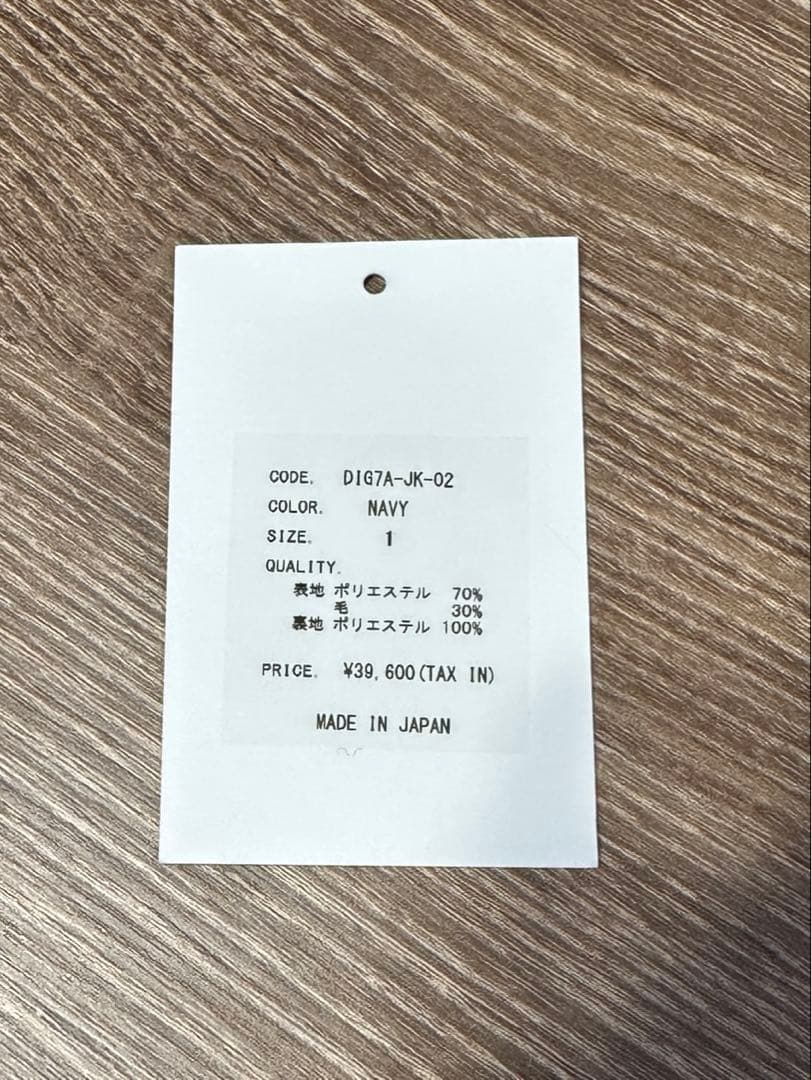 CODE. DIG7A-JK-02
COLOR. NAVY
SIZE. 1
QUALITY.
表地 ポリエステル 70%
毛 30%
裏地 ポリエステル 100%
PRICE. ¥39,600(TAX IN)
MADE IN JAPAN